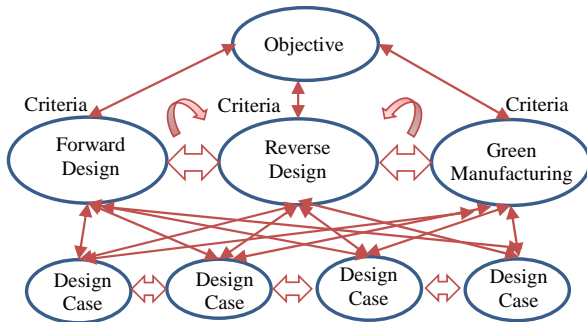 Objective
Criteria
Criteria
Criteria
Forward
Design
Reverse
Design
Green
Manufacturing
Design
Case
Design
Case
Design
Case
Design
Case